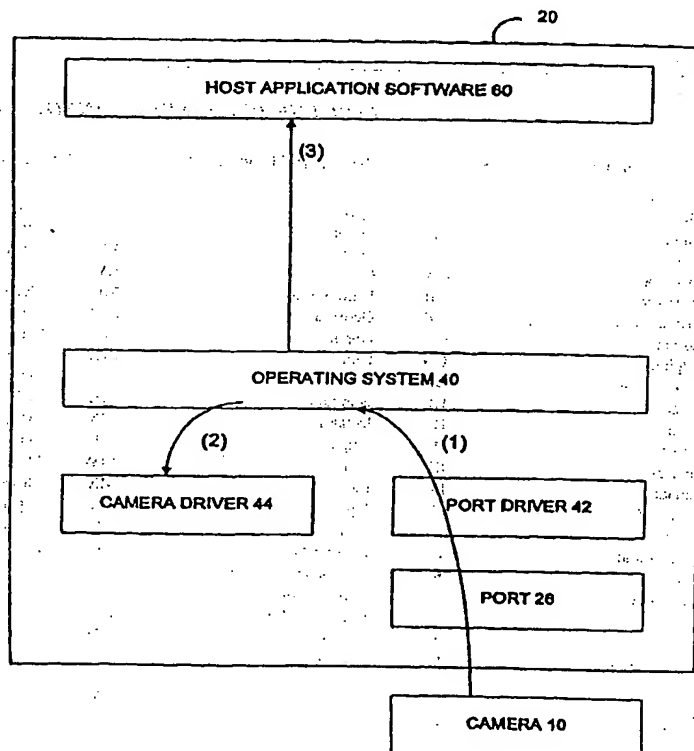 20
HOST APPLICATION SOFTWARE 60
(3)
OPERATING SYSTEM 40
(2)
(1)
CAMERA DRIVER 44
PORT DRIVER 42
PORT 26
CAMERA 10